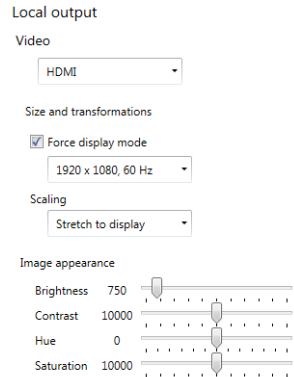 Local output
Video
HDMI
Size and transformations
Force display mode
1920 x 1080, 60 Hz
Scaling
Stretch to display
Image appearance
Brightness 750
Contrast 10000
Hue 0
Saturation 10000